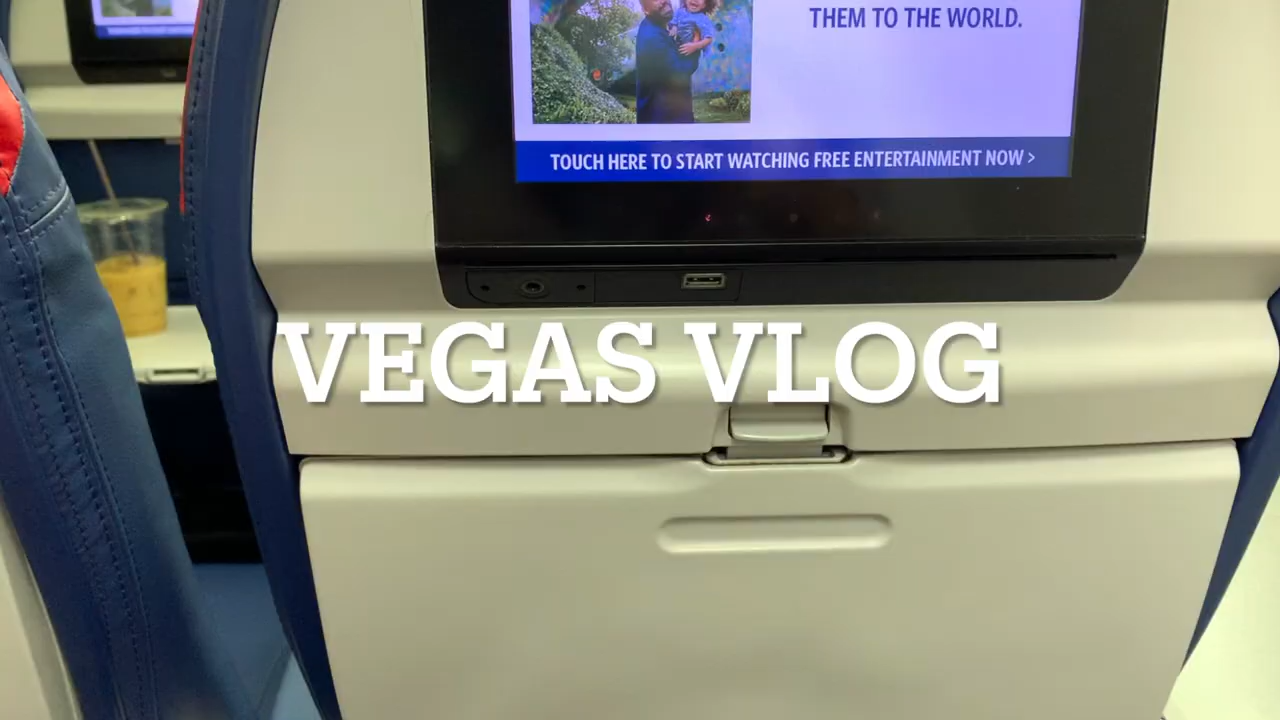 THEM TO THE WORLD.
TOUCH HERE TO START WATCHING FREE ENTERTAINMENT NOW >
VEGAS VLOG